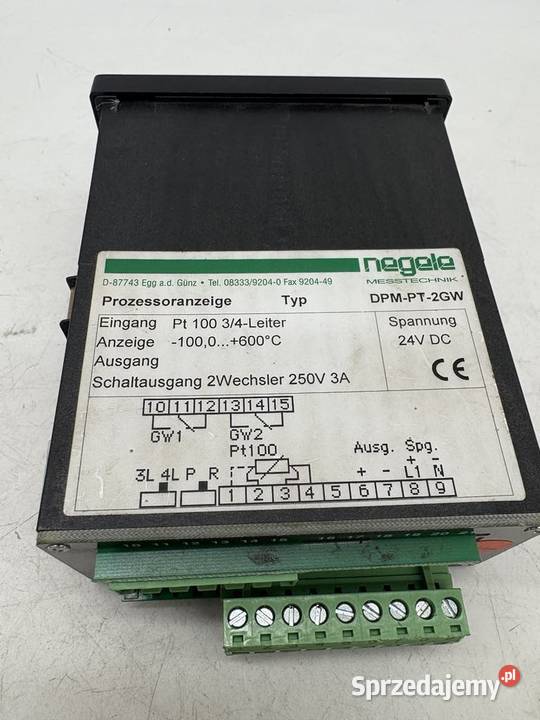 negele
MESSTECHNIK
D-87743 Egg a.d. Günz • Tel. 08333/9204-0 Fax 9204-49
Prozessoranzeige Typ DPM-PT-2GW
Eingang Pt 100 3/4-Leiter
Anzeige -100,0...+600°C
Ausgang
Schaltausgang 2Wechsler 250V 3A
Spannung
24V DC
CE
10 11 12 13 14 15
GW1 GW2
Pt100 Ausg. Spg.
+ -
3L 4L P R + - L1 N
1 2 3 4 5 6 7 8 9
Sprzedajemy.pl